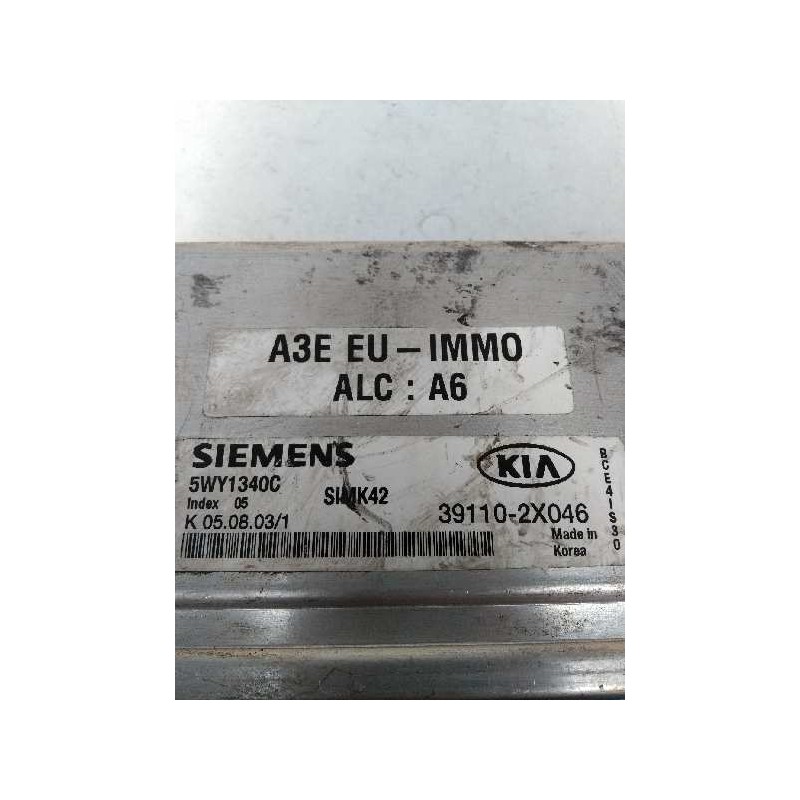 A3E EU-IMMO
ALC : A6
SIEMENS
KIA
5WY1340C
SIMK42
Index 05
K 05.08.03/1
39110-2X046
Made in
Korea
BCE4IS30